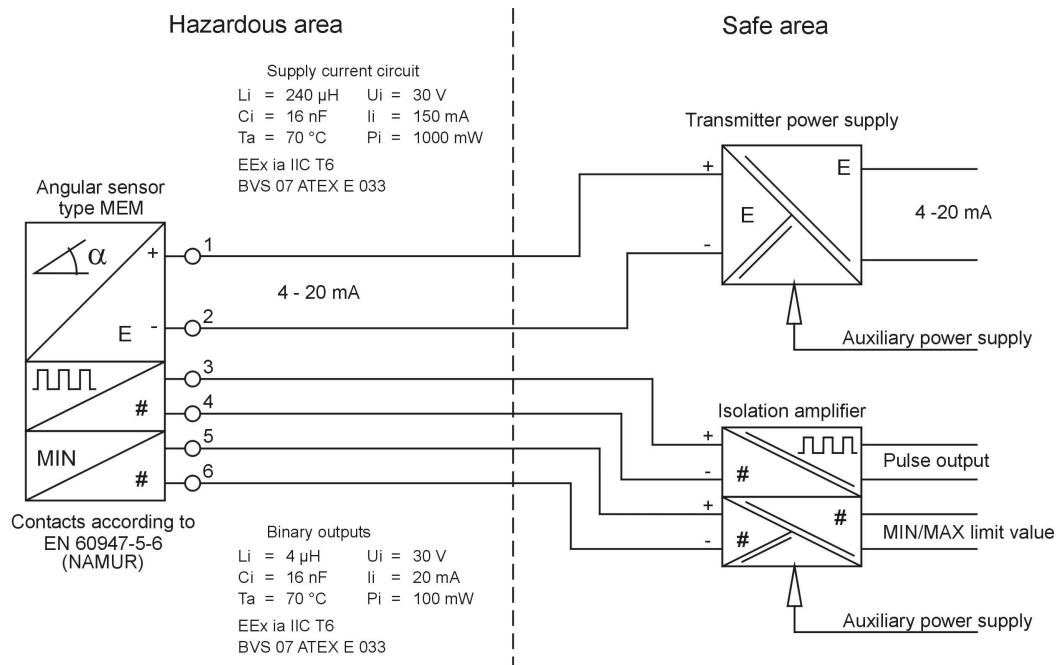 Hazardous area
Safe area
Supply current circuit
Li = 240 µH Ui = 30 V
Ci = 16 nF Ii = 150 mA
Ta = 70 °C Pi = 1000 mW
EEx ia IIC T6
BVS 07 ATEX E 033
Transmitter power supply
+
E
E
-
4 -20 mA
Auxiliary power supply
Angular sensor
type MEM
α
+
1
4 - 20 mA
E
-
2
3
#
4
MIN
5
#
6
Contacts according to
EN 60947-5-6
(NAMUR)
Isolation amplifier
+
-
#
Pulse output
+
#
-
#
MIN/MAX limit value
Auxiliary power supply
Binary outputs
Li = 4 µH Ui = 30 V
Ci = 16 nF Ii = 20 mA
Ta = 70 °C Pi = 100 mW
EEx ia IIC T6
BVS 07 ATEX E 033